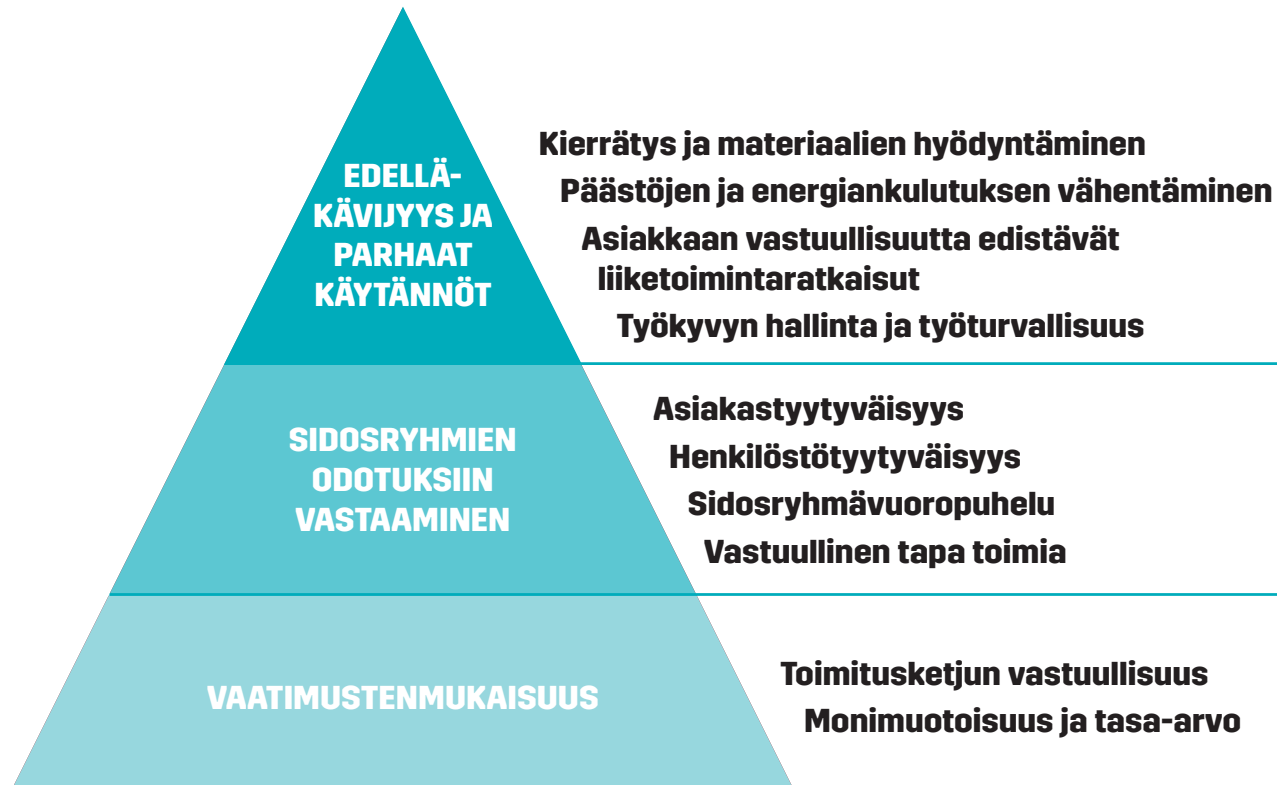 EDELLÄ-
KÄVIJYYS JA
PARHAAT
KÄYTÄNNÖT
Kierrätys ja materiaalien hyödyntäminen
Päästöjen ja energiankulutuksen vähentäminen
Asiakkaan vastuullisuutta edistävät
liiketoimintaratkaisut
Työkyvyn hallinta ja työturvallisuus
SIDOSRYHMIEN
ODOTUKSIIN
VASTAAMINEN
Asiakastyytyväisyys
Henkilöstötyytyväisyys
Sidosryhmävuoropuhelu
Vastuullinen tapa toimia
VAATIMUSTENMUKAISUUS
Toimitusketjun vastuullisuus
Monimuotoisuus ja tasa-arvo